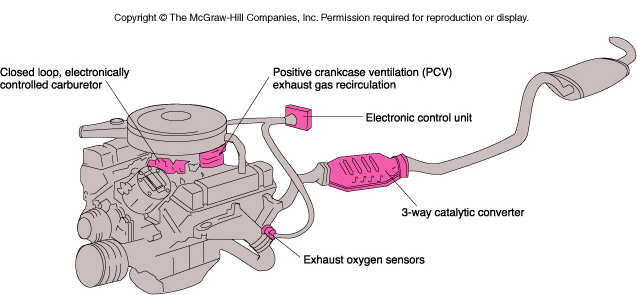 Copyright © The McGraw-Hill Companies, Inc. Permission required for reproduction or display.
Closed loop, electronically
controlled carburetor
Positive crankcase ventilation (PCV)
exhaust gas recirculation
Electronic control unit
3-way catalytic converter
Exhaust oxygen sensors